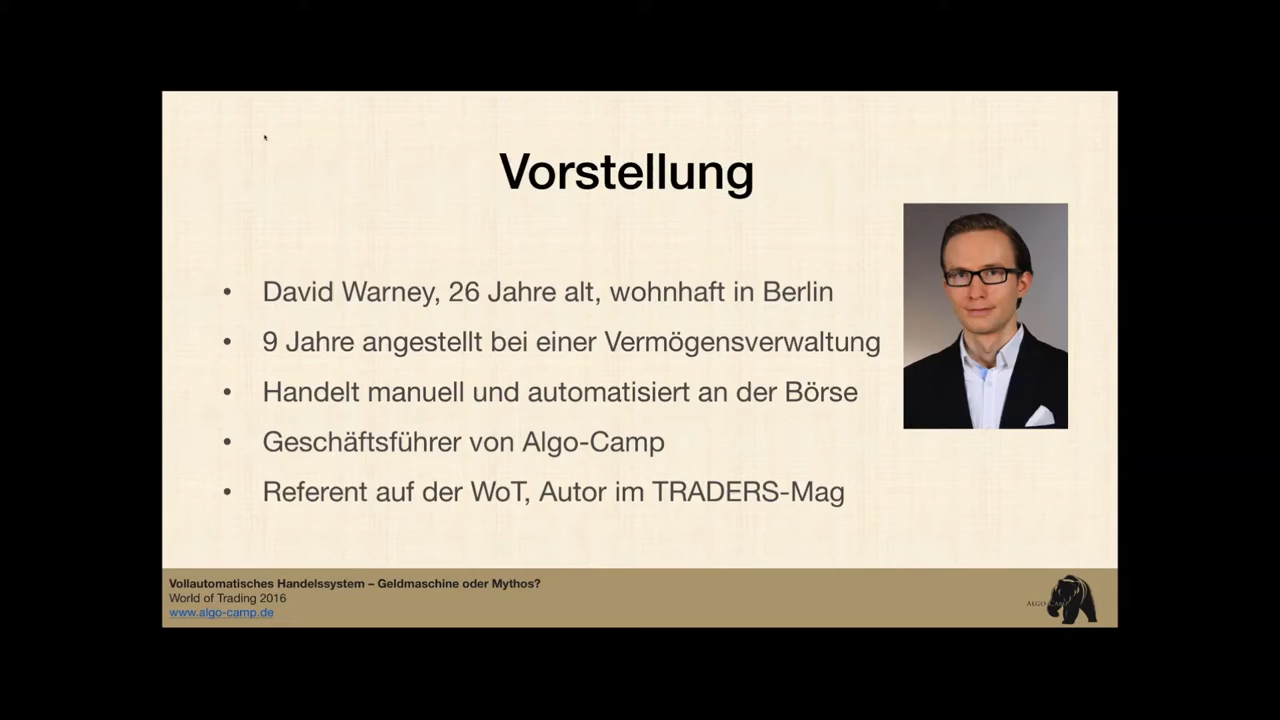 Vorstellung
• David Warney, 26 Jahre alt, wohnhaft in Berlin
• 9 Jahre angestellt bei einer Vermögensverwaltung
• Handelt manuell und automatisiert an der Börse
• Geschäftsführer von Algo-Camp
• Referent auf der WoT, Autor im TRADERS-Mag
Vollautomatisches Handelssystem – Geldmaschine oder Mythos?
World of Trading 2016
www.algo-camp.de
Algo-Camp